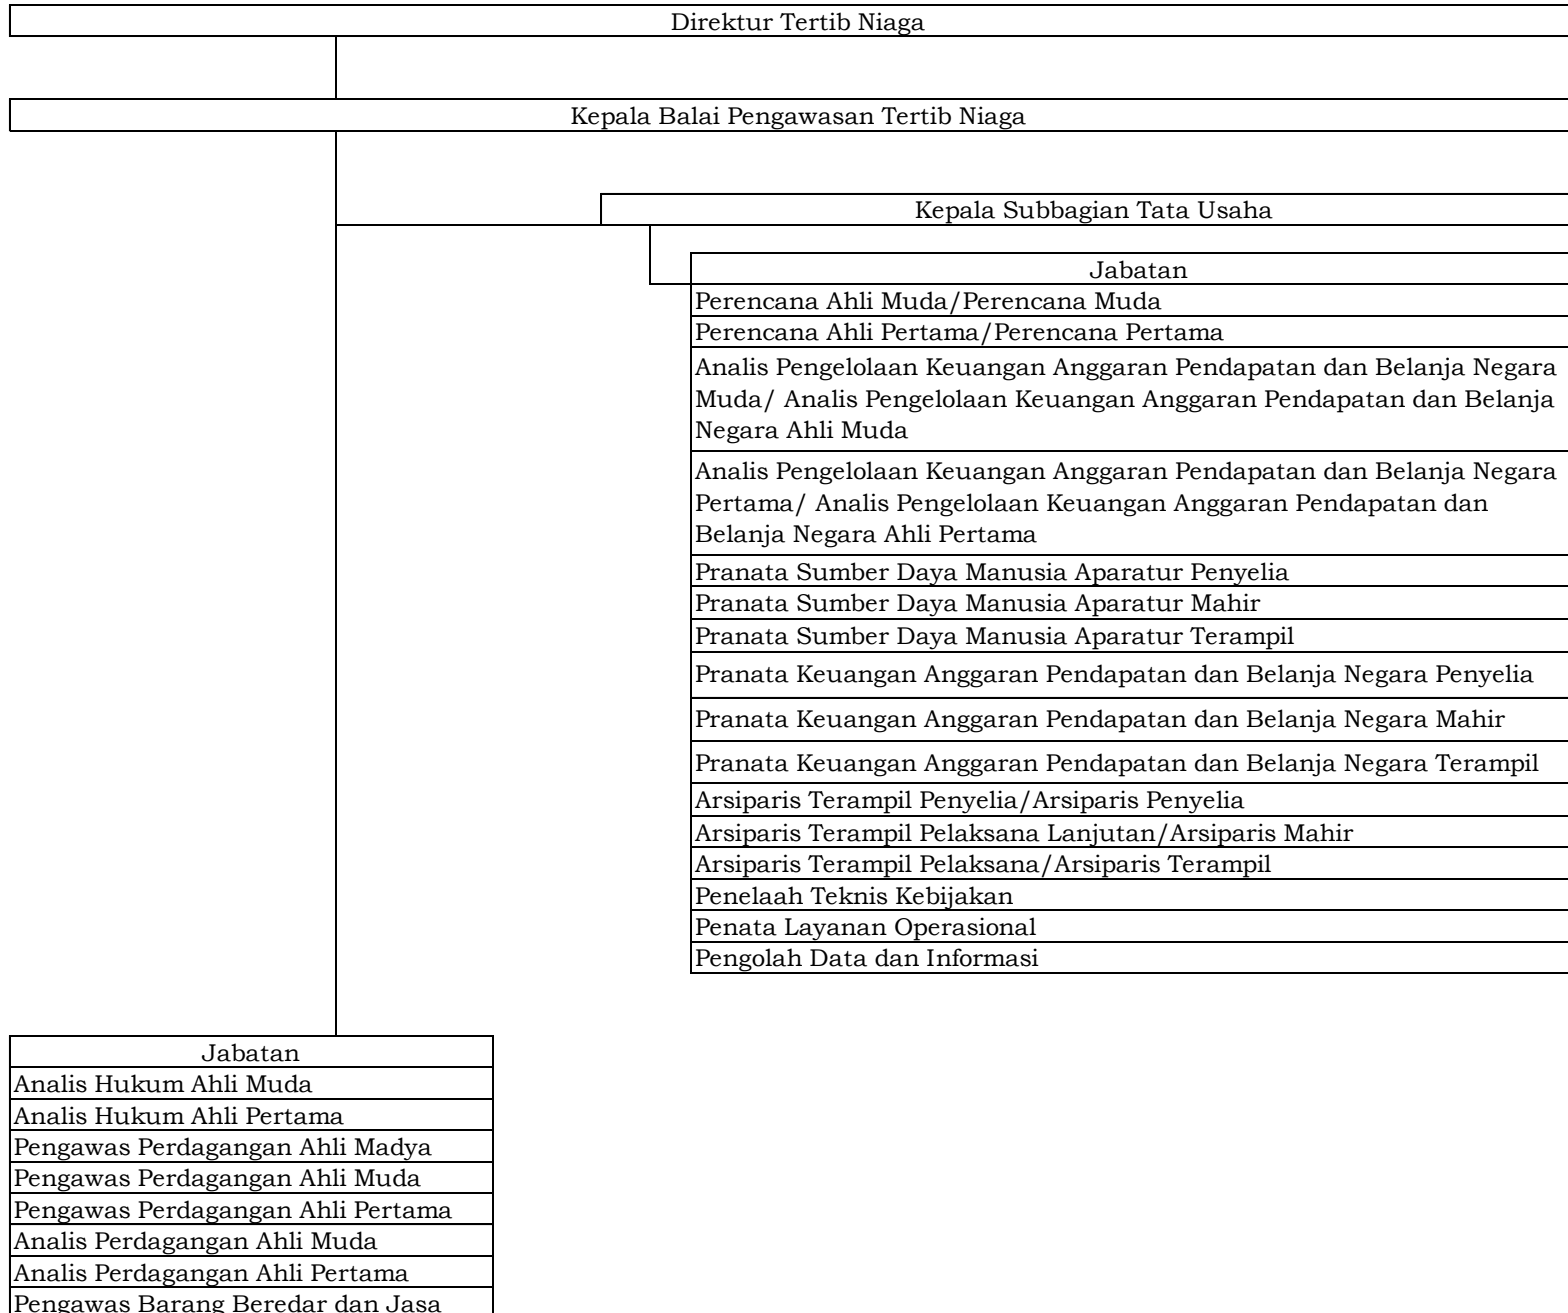 Direktur Tertib Niaga
Kepala Balai Pengawasan Tertib Niaga
Kepala Subbagian Tata Usaha
Jabatan
Perencana Ahli Muda/Perencana Muda
Perencana Ahli Pertama/Perencana Pertama
Analis Pengelolaan Keuangan Anggaran Pendapatan dan Belanja Negara
Muda/ Analis Pengelolaan Keuangan Anggaran Pendapatan dan Belanja
Negara Ahli Muda
Analis Pengelolaan Keuangan Anggaran Pendapatan dan Belanja Negara
Pertama/ Analis Pengelolaan Keuangan Anggaran Pendapatan dan
Belanja Negara Ahli Pertama
Pranata Sumber Daya Manusia Aparatur Penyelia
Pranata Sumber Daya Manusia Aparatur Mahir
Pranata Sumber Daya Manusia Aparatur Terampil
Pranata Keuangan Anggaran Pendapatan dan Belanja Negara Penyelia
Pranata Keuangan Anggaran Pendapatan dan Belanja Negara Mahir
Pranata Keuangan Anggaran Pendapatan dan Belanja Negara Terampil
Arsiparis Terampil Penyelia/Arsiparis Penyelia
Arsiparis Terampil Pelaksana Lanjutan/Arsiparis Mahir
Arsiparis Terampil Pelaksana/Arsiparis Terampil
Penelaah Teknis Kebijakan
Penata Layanan Operasional
Pengolah Data dan Informasi
Jabatan
Analis Hukum Ahli Muda
Analis Hukum Ahli Pertama
Pengawas Perdagangan Ahli Madya
Pengawas Perdagangan Ahli Muda
Pengawas Perdagangan Ahli Pertama
Analis Perdagangan Ahli Muda
Analis Perdagangan Ahli Pertama
Pengawas Barang Beredar dan Jasa